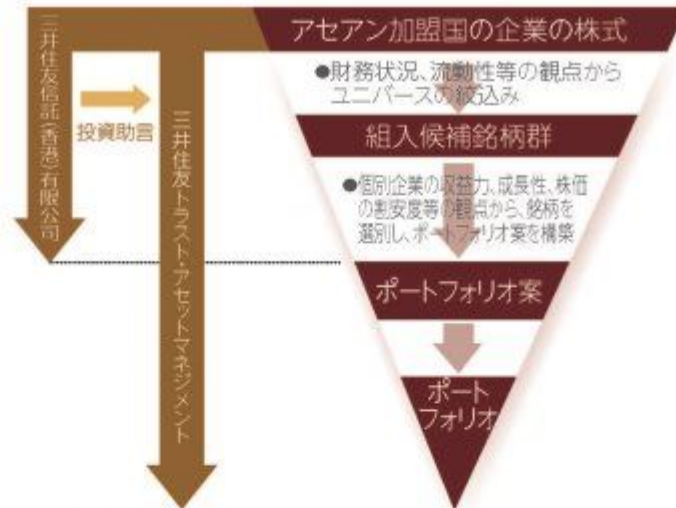 アセアン加盟国の企業の株式
三井住友信託(香港)有限公司
投資助言
三井住友トラスト・アセットマネジメント
●財務状況、流動性等の観点から
ユニバースの絞込み
組入候補銘柄群
●個別企業の収益力、成長性、株価
の割安度等の観点から、銘柄を
選別し、ポートフォリオ案を構築
ポートフォリオ案
ポート
フォリオ